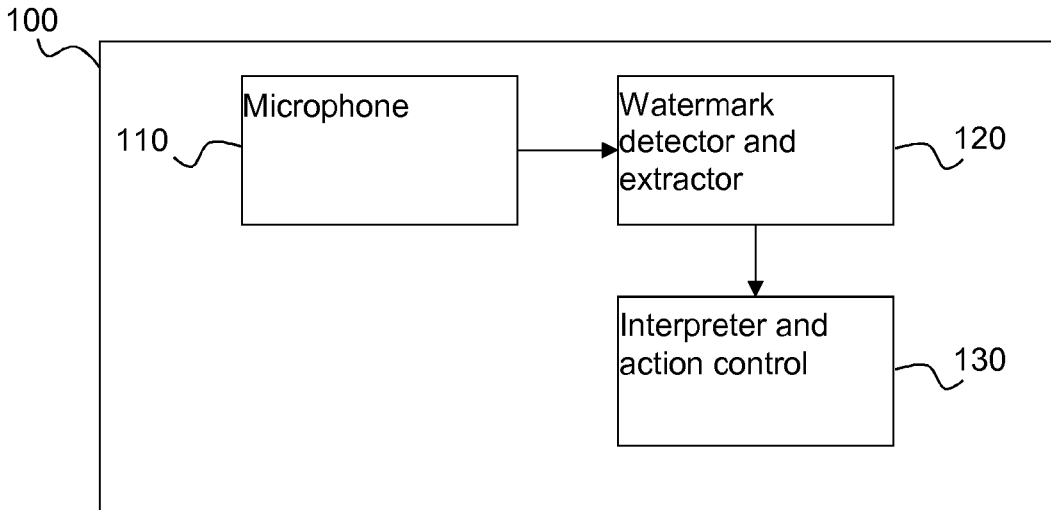 100
Microphone
110
Watermark
detector and
extractor
120
Interpreter and
action control
130